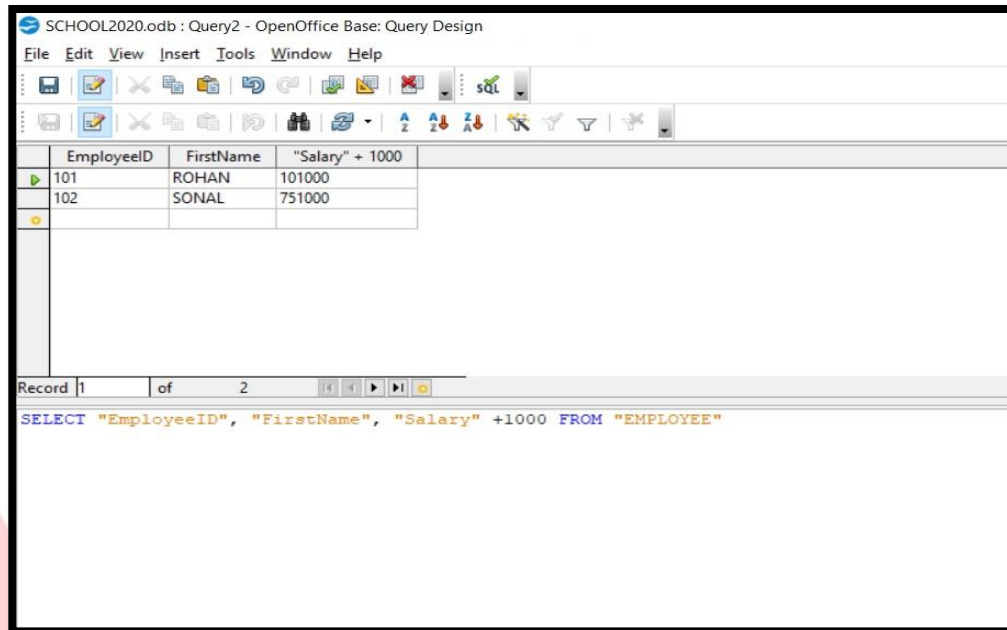 SCHOOL2020.odb : Query2 - OpenOffice Base: Query Design
File Edit View Insert Tools Window Help
SQL
EmployeeID FirstName "Salary" + 1000
101 ROHAN 101000
102 SONAL 751000
Record 1 of 2
SELECT "EmployeeID", "FirstName", "Salary" +1000 FROM "EMPLOYEE"